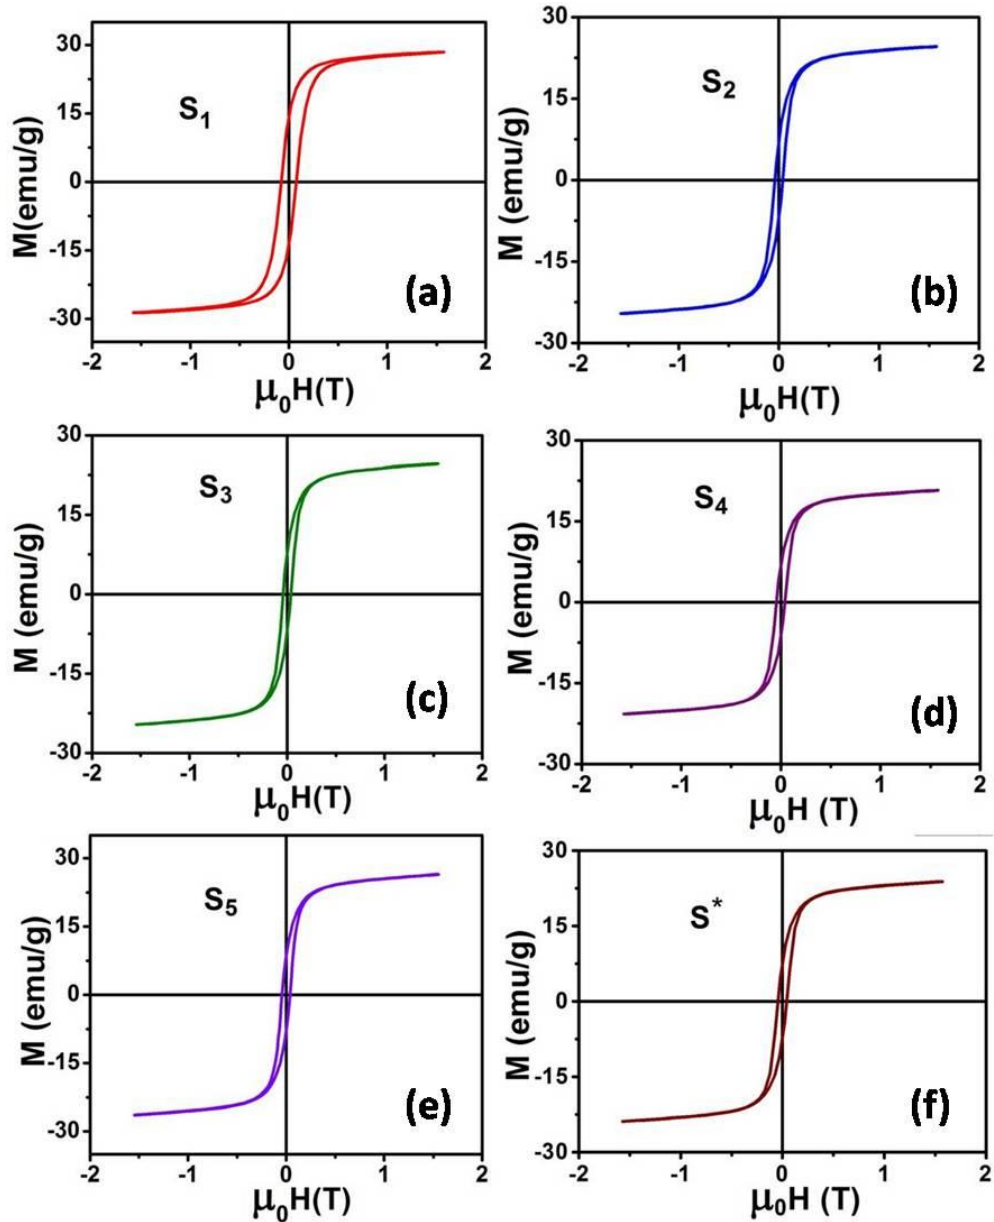 30
15
0
-15
-30
M(emu/g)
S1
(a)
-2 -1 0 1 2
μ0H(T)
30
15
0
-15
-30
M (emu/g)
S2
(b)
-2 -1 0 1 2
μ0H(T)
30
15
0
-15
-30
M (emu/g)
S3
(c)
-2 -1 0 1 2
μ0H(T)
30
15
0
-15
-30
M (emu/g)
S4
(d)
-2 -1 0 1 2
μ0H (T)
30
15
0
-15
-30
M (emu/g)
S5
(e)
-2 -1 0 1 2
μ0H(T)
30
15
0
-15
-30
M (emu/g)
S*
(f)
-2 -1 0 1 2
μ0H (T)